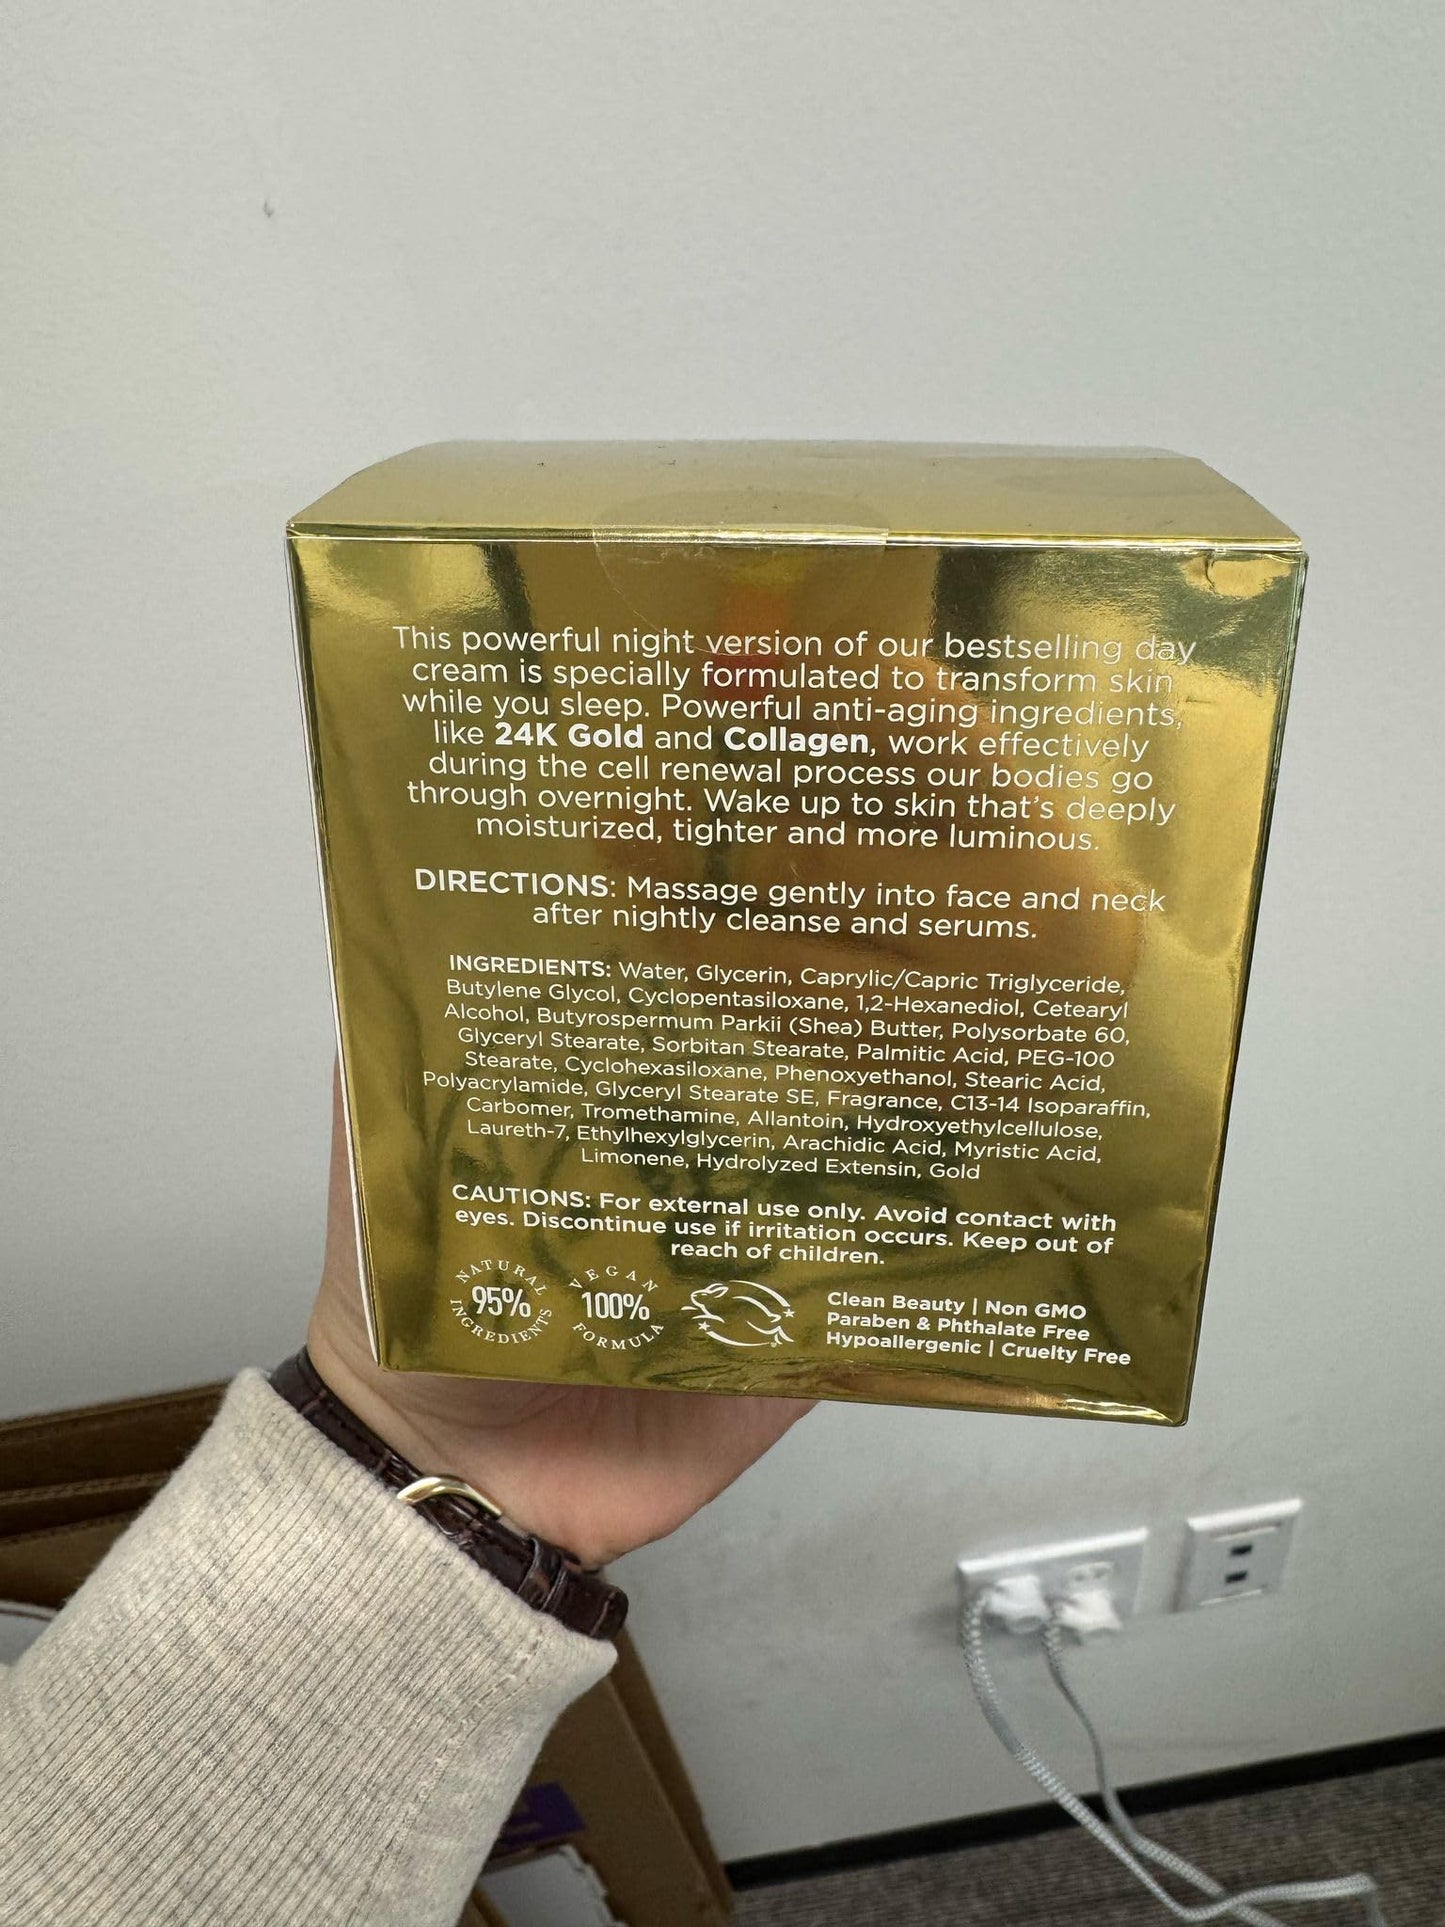 This powerful night version of our bestselling day
cream is specially formulated to transform skin
while you sleep. Powerful anti-aging ingredients,
like 24K Gold and Collagen, work effectively
during the cell renewal process our bodies go
through overnight. Wake up to skin that's deeply
moisturized, tighter and more luminous.
DIRECTIONS: Massage gently into face and neck
after nightly cleanse and serums.
INGREDIENTS: Water, Glycerin, Caprylic/Capric Triglyceride,
Butylene Glycol, Cyclopentasiloxane, 1,2-Hexanediol, Cetearyl
Alcohol, Butyrospermum Parkii (Shea) Butter, Polysorbate 60,
Glyceryl Stearate, Sorbitan Stearate, Palmitic Acid, PEG-100
Stearate, Cyclohexasiloxane, Phenoxyethanol, Stearic Acid,
Polyacrylamide, Glyceryl Stearate SE, Fragrance, C13-14 Isoparaffin,
Carbomer, Tromethamine, Allantoin, Hydroxyethylcellulose,
Laureth-7, Ethylhexylglycerin, Arachidic Acid, Myristic Acid,
Limonene, Hydrolyzed Extensin, Gold
CAUTIONS: For external use only. Avoid contact with
eyes. Discontinue use if irritation occurs. Keep out of
reach of children.
NATURAL
95%
INGREDIENTS
VEGAN
100%
FORMULA
Clean Beauty | Non GMO
Paraben & Phthalate Free
Hypoallergenic | Cruelty Free